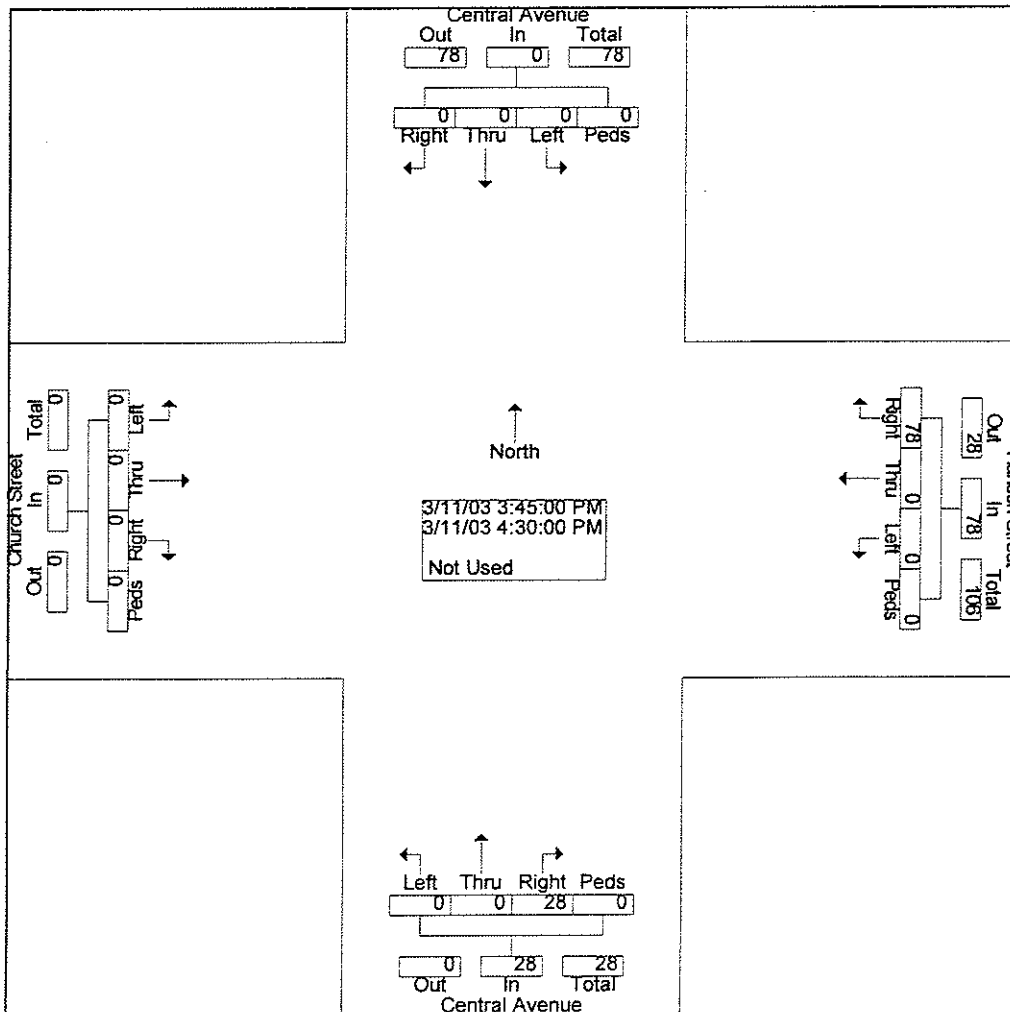 Central Avenue
Out In Total
78 0 78
0 0 0 0
Right Thru Left Peds
Church Street
Total In Out
0 0 0
0 0 0 0
Left Thru Right Peds
North
3/11/03 3:45:00 PM
3/11/03 4:30:00 PM
Not Used
Right Thru Left Peds
78 0 0 0
28 78 106
Out In Total
Street
Left Thru Right Peds
0 0 28 0
0 28 28
Out In Total
Central Avenue